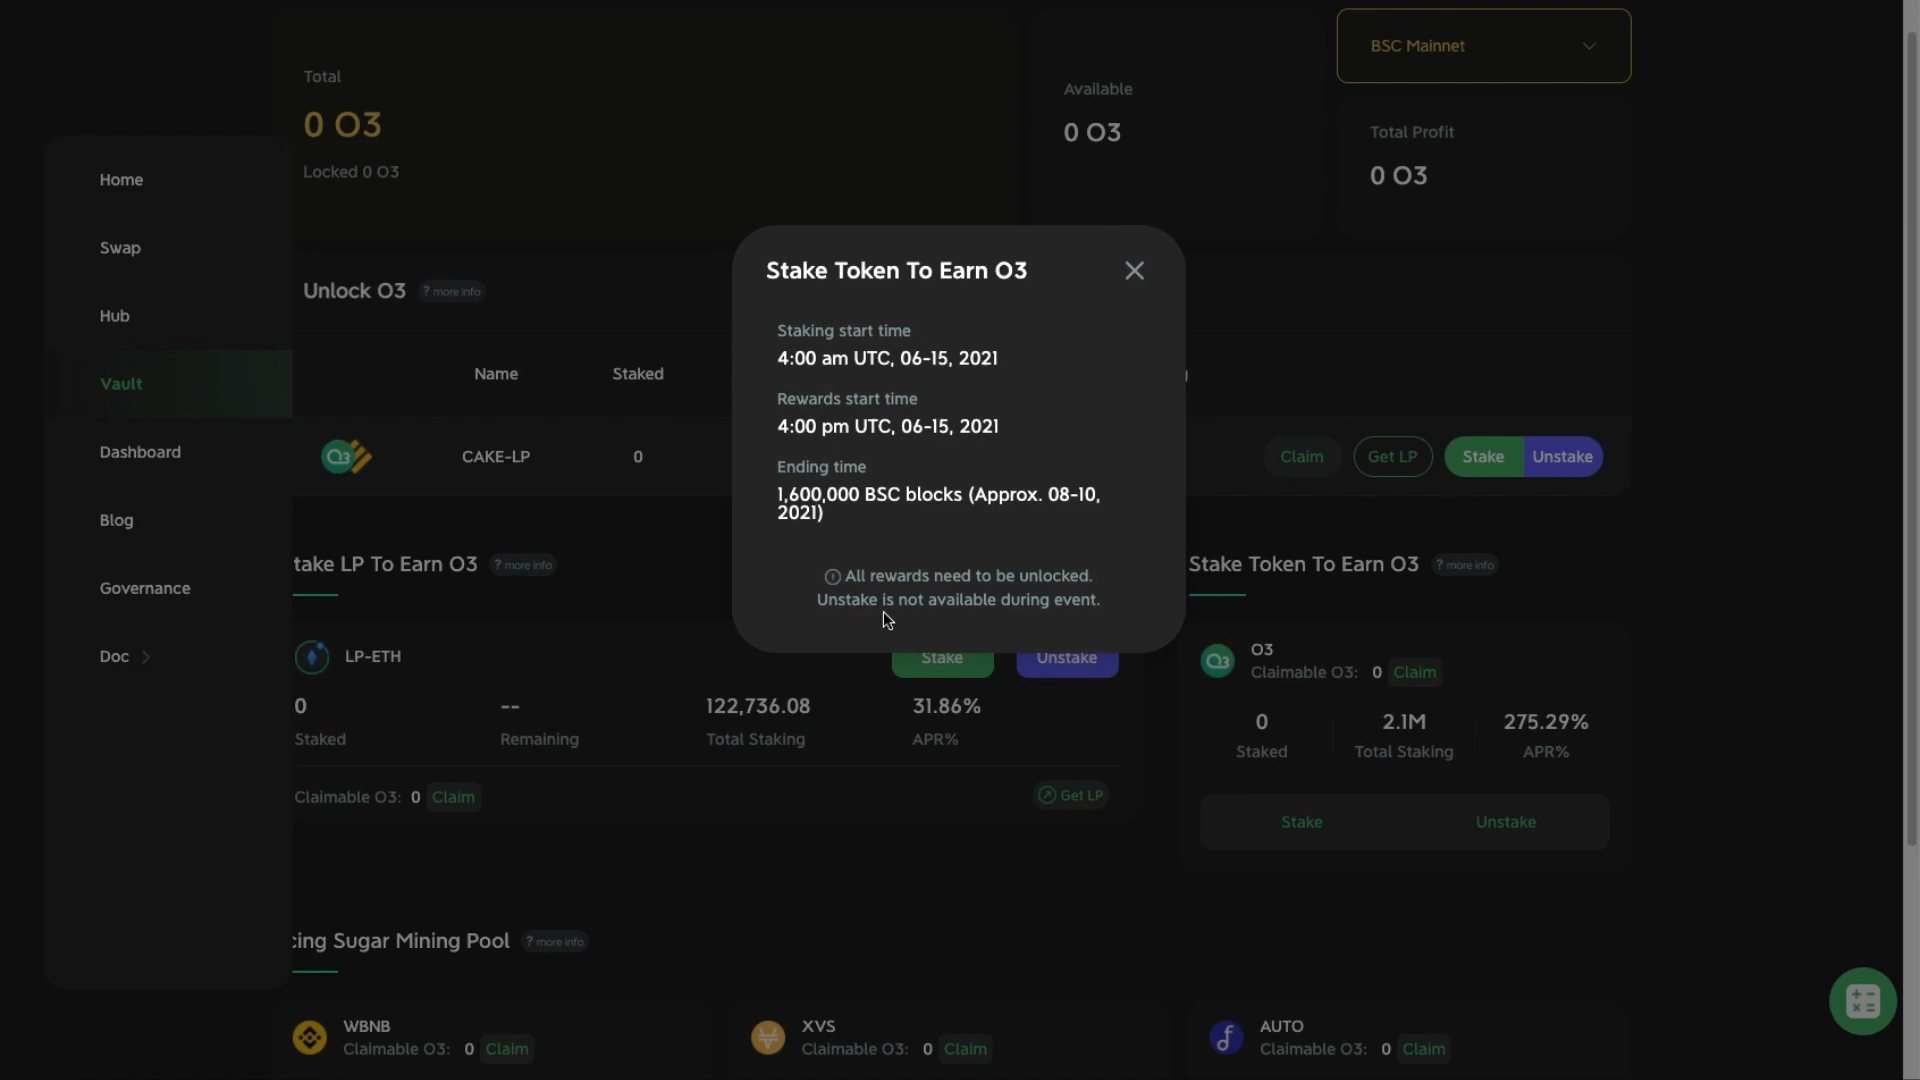 BSC Mainnet
Total
0 O3
Locked 0 O3
Available
0 O3
Total Profit
0 O3
Home
Swap
Hub
Vault
Dashboard
Blog
Governance
Doc
Unlock O3 ? more info
Name Staked
CAKE-LP 0 Claim Get LP Stake Unstake
Stake Token To Earn O3
Staking start time
4:00 am UTC, 06-15, 2021
Rewards start time
4:00 pm UTC, 06-15, 2021
Ending time
1,600,000 BSC blocks (Approx. 08-10,
2021)
All rewards need to be unlocked.
Unstake is not available during event.
take LP To Earn O3 ? more info
LP-ETH Stake Unstake
0 -- 122,736.08 31.86%
Staked Remaining Total Staking APR%
Claimable O3: 0 Claim Get LP
Stake Token To Earn O3 ? more info
O3
Claimable O3: 0 Claim
0 2.1M 275.29%
Staked Total Staking APR%
Stake Unstake
cing Sugar Mining Pool ? more info
WBNB
Claimable O3: 0 Claim
XVS
Claimable O3: 0 Claim
AUTO
Claimable O3: 0 Claim